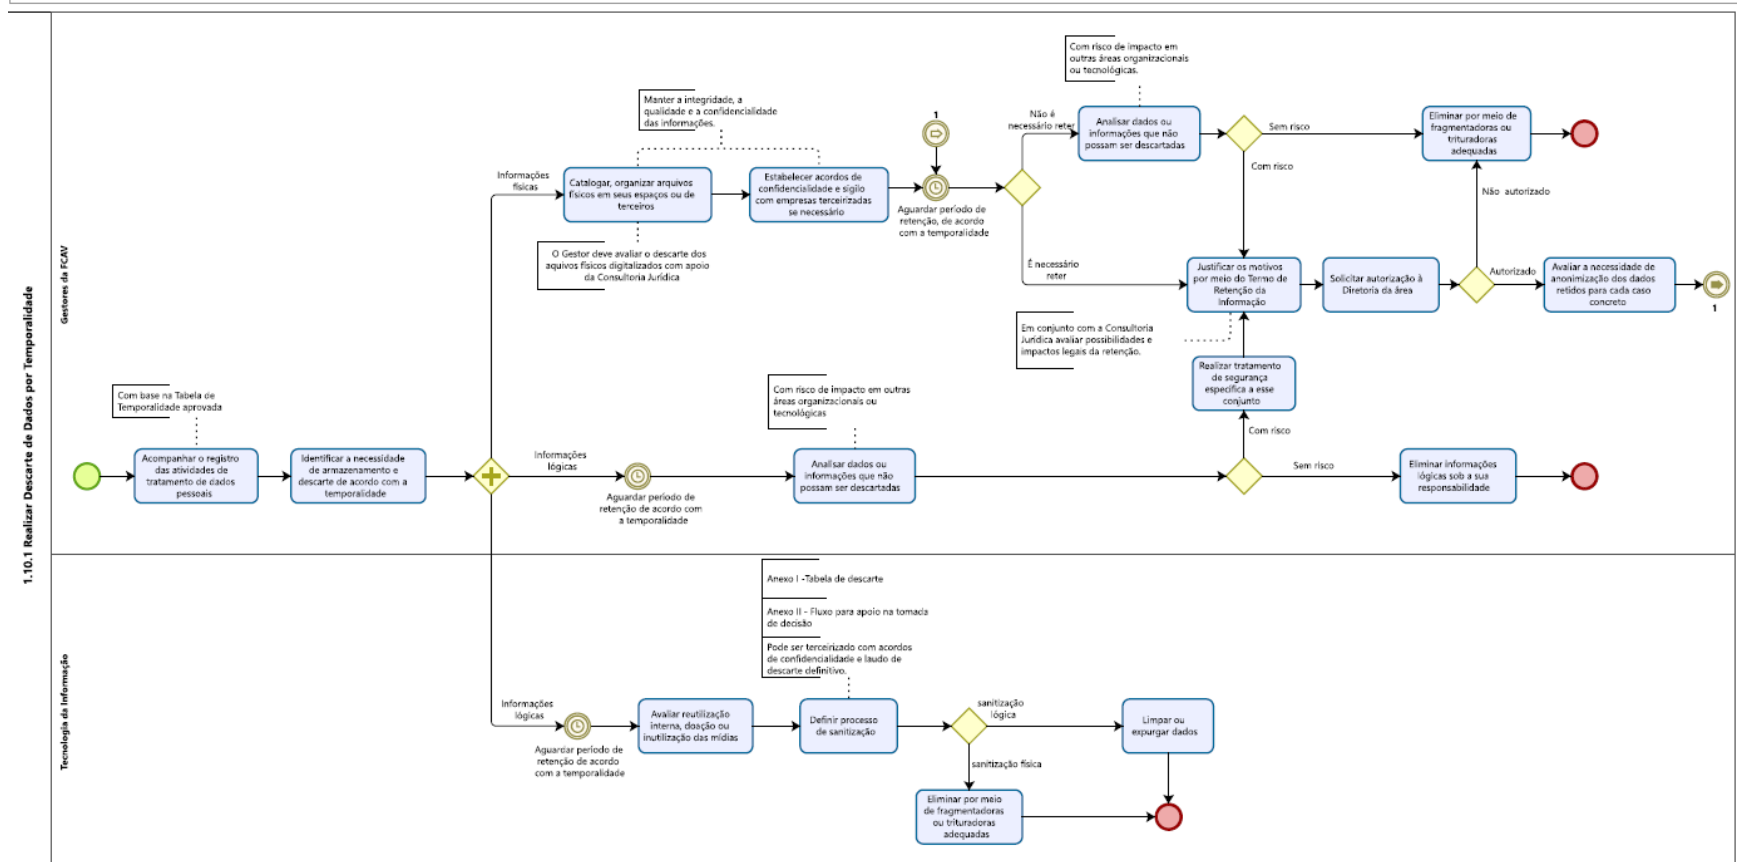 1.10.1 Realizar Descarte de Dados por Temporalidade
Gestores da FCAV
Com base na Tabela de
Temporalidade aprovada
Acompanhar o registro
das atividades de
tratamento de dados
pessoais
Identificar a necessidade
de armazenamento e
descarte de acordo com a
temporalidade
Informações
físicas
Manter a integridade, a
qualidade e a confidencialidade
das informações.
Catalogar, organizar arquivos
físicos em seus espaços ou de
terceiros
O Gestor deve avaliar o descarte dos
aquivos físicos digitalizados com apoio
da Consultoria Jurídica
Estabelecer acordos de
confidencialidade e sigilo
com empresas terceirizadas
se necessário
1
Aguardar período de
retenção, de acordo
com a temporalidade
Não é
necessário reter
É necessário
reter
Com risco de impacto em
outras áreas organizacionais
ou tecnológicas.
Analisar dados ou
informações que não
possam ser descartadas
Sem risco
Com risco
Eliminar por meio de
fragmentadoras ou
trituradoras
adequadas
Não autorizado
Justificar os motivos
por meio do Termo de
Retenção da
Informação
Solicitar autorização à
Diretoria da área
Autorizado
Avaliar a necessidade de
anonimização dos dados
retidos para cada caso
concreto
1
Em conjunto com a Consultoria
Jurídica avaliar possibilidades e
impactos legais da retenção.
Realizar tratamento
de segurança
específica a esse
conjunto
Com risco
Informações
lógicas
Aguardar período de
retenção de acordo com
a temporalidade
Com risco de impacto em outras
áreas organizacionais ou
tecnológicas
Analisar dados ou
informações que não
possam ser descartadas
Sem risco
Eliminar informações
lógicas sob a sua
responsabilidade
Tecnologia da Informação
Informações
lógicas
Aguardar período de
retenção de acordo
com a temporalidade
Avaliar reutilização
interna, doação ou
inutilização das mídias
Anexo I -Tabela de descarte
Anexo II - Fluxo para apoio na tomada
de decisão
Pode ser terceirizado com acordos
de confidencialidade e laudo de
descarte definitivo.
Definir processo
de sanitização
sanitização
lógica
Limpar ou
expurgar dados
sanitização física
Eliminar por meio
de fragmentadoras
ou trituradoras
adequadas